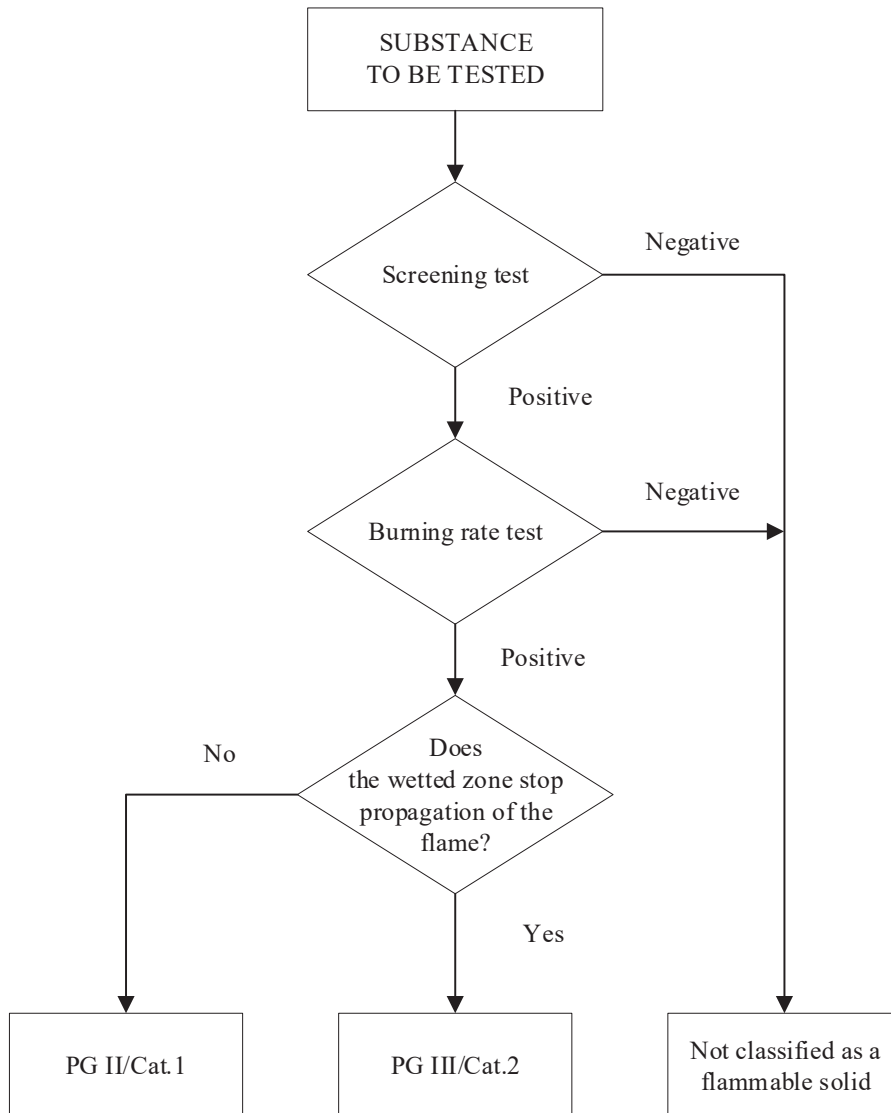 SUBSTANCE
TO BE TESTED
Negative
Screening test
Positive
Negative
Burning rate test
Positive
No
Does
the wetted zone stop
propagation of the
flame?
Yes
PG II/Cat.1
PG III/Cat.2
Not classified as a
flammable solid